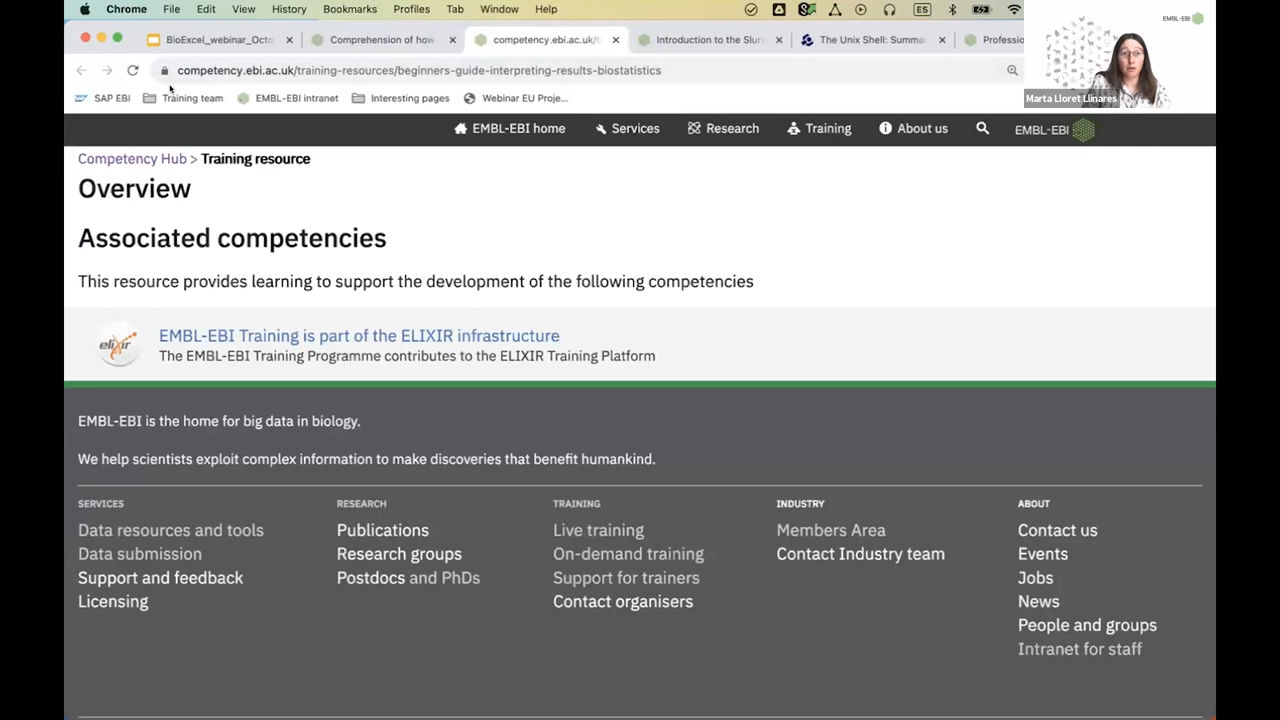 Chrome File Edit View History Bookmarks Profiles Tab Window Help ES
EMBL-EBI
BioExcel_webinar_Octo
Comprehension of how
competency.ebi.ac.uk/t
Introduction to the Slur
The Unix Shell: Summa
Professio
competency.ebi.ac.uk/training-resources/beginners-guide-interpreting-results-biostatistics
SAP EBI Training team EMBL-EBI intranet Interesting pages Webinar EU Proje...
Marta Lloret Llinares
EMBL-EBI home Services Research Training About us EMBL-EBI
Competency Hub > Training resource
Overview
Associated competencies
This resource provides learning to support the development of the following competencies
elixir
EMBL-EBI Training is part of the ELIXIR infrastructure
The EMBL-EBI Training Programme contributes to the ELIXIR Training Platform
EMBL-EBI is the home for big data in biology.
We help scientists exploit complex information to make discoveries that benefit humankind.
SERVICES
Data resources and tools
Data submission
Support and feedback
Licensing
RESEARCH
Publications
Research groups
Postdocs and PhDs
TRAINING
Live training
On-demand training
Support for trainers
Contact organisers
INDUSTRY
Members Area
Contact Industry team
ABOUT
Contact us
Events
Jobs
News
People and groups
Intranet for staff